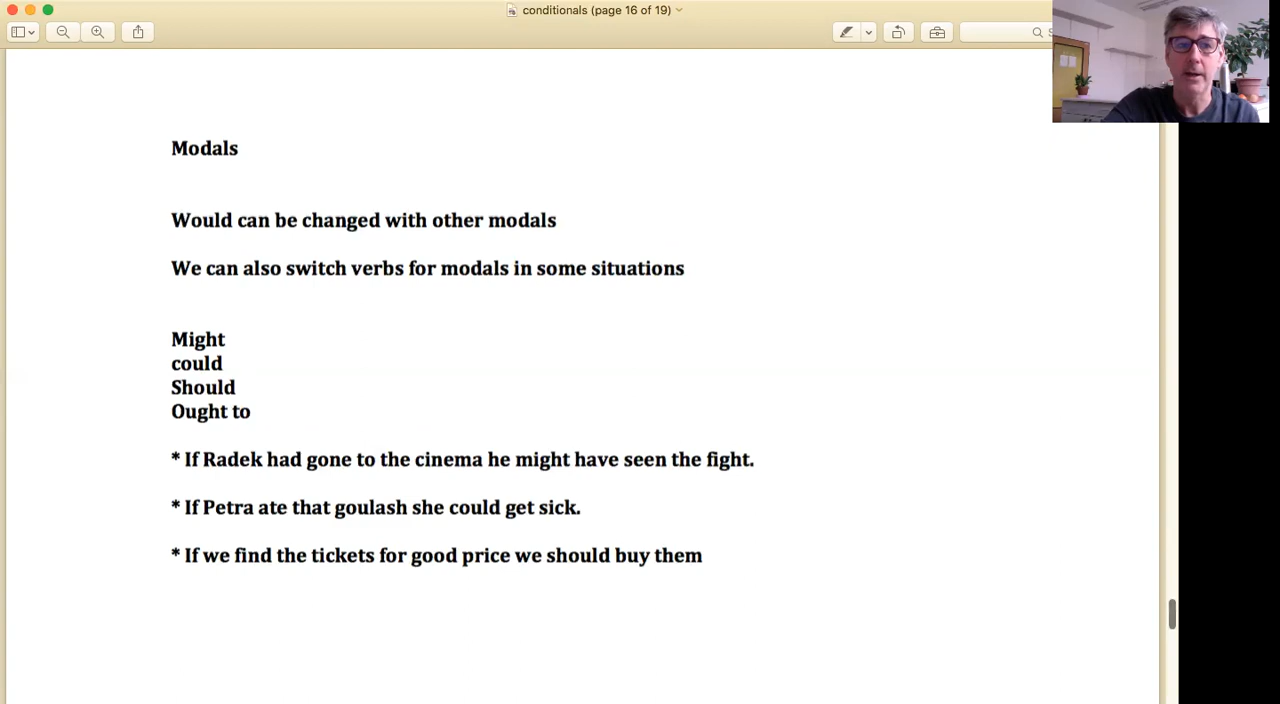 conditionals (page 16 of 19)
S
Modals
Would can be changed with other modals
We can also switch verbs for modals in some situations
Might
could
Should
Ought to
* If Radek had gone to the cinema he might have seen the fight.
* If Petra ate that goulash she could get sick.
* If we find the tickets for good price we should buy them